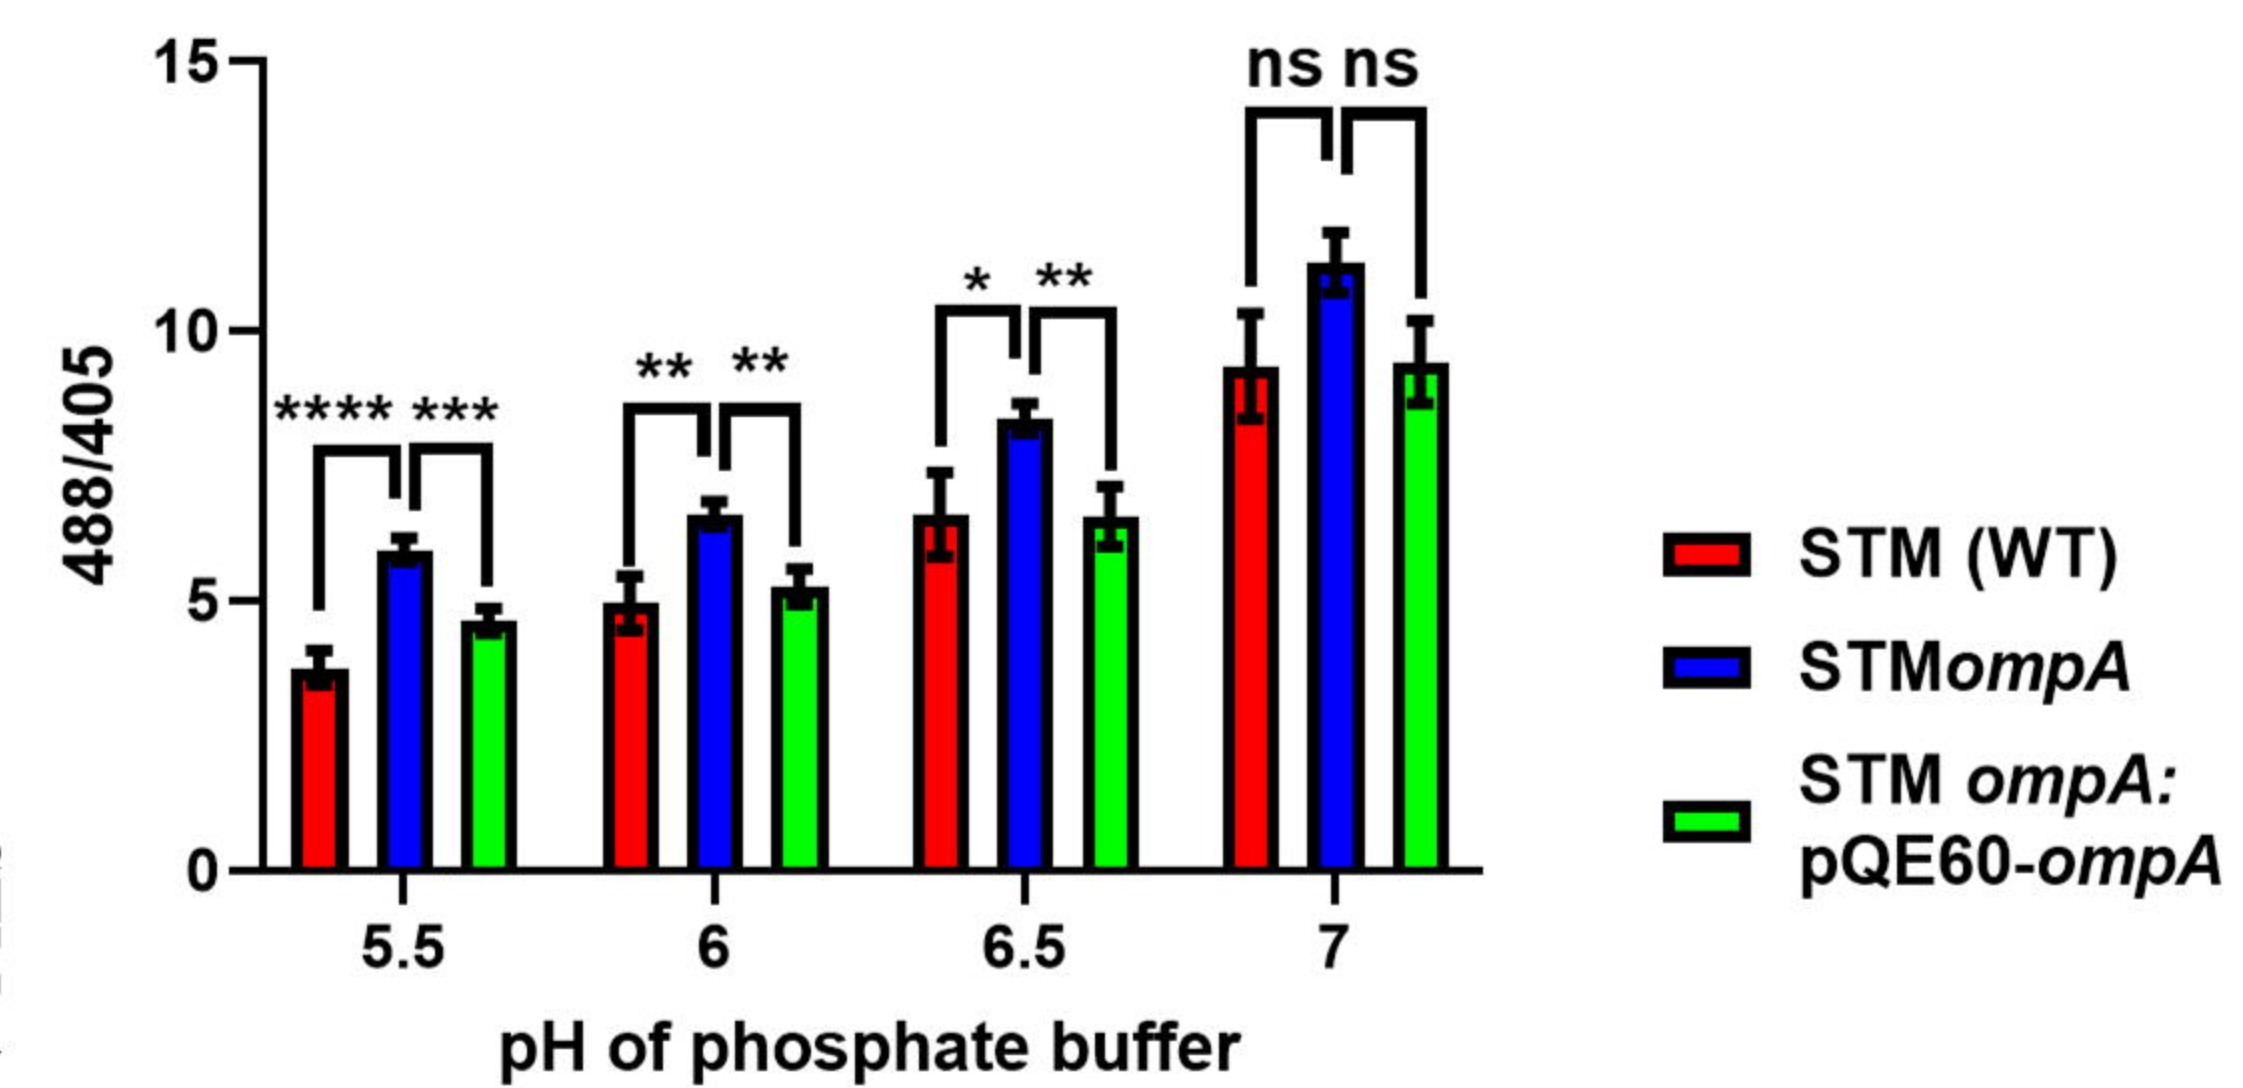 15
ns ns
* **
10
** **
**** ***
488/405
5
0
5.5 6 6.5 7
pH of phosphate buffer
STM (WT)
STMompA
STM ompA:
pQE60-ompA